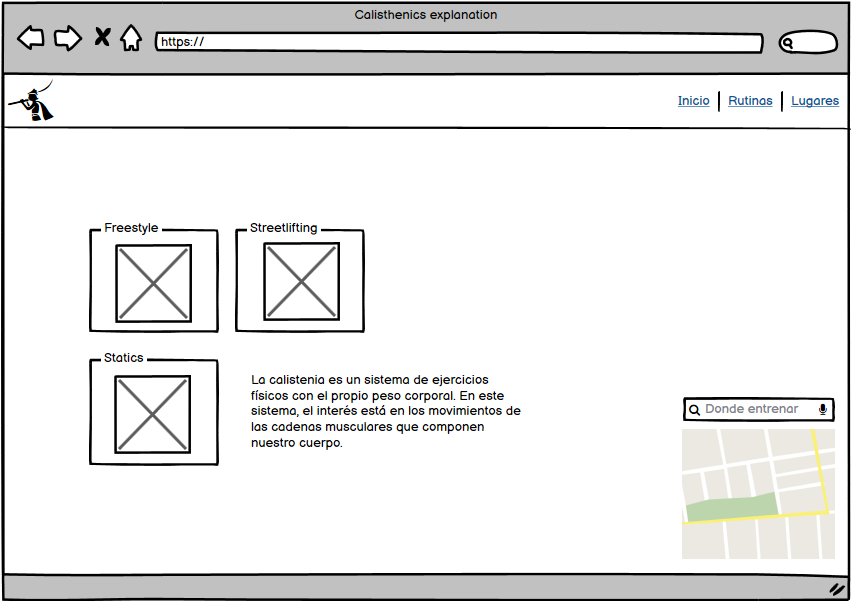 Calisthenics explanation
https://
Inicio
Rutinas
Lugares
Freestyle
Streetlifting
Statics
La calistenia es un sistema de ejercicios
físicos con el propio peso corporal. En este
sistema, el interés está en los movimientos de
las cadenas musculares que componen
nuestro cuerpo.
Donde entrenar